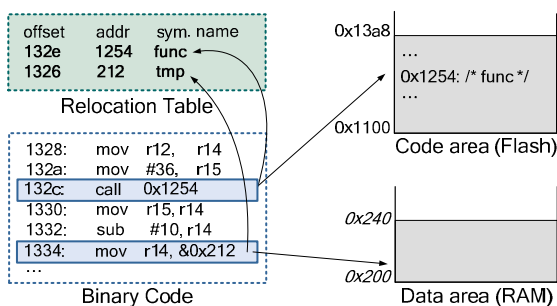 offset addr sym. name
132e 1254 func
1326 212 tmp
Relocation Table
1328: mov r12, r14
132a: mov #36, r15
132c: call 0x1254
1330: mov r15, r14
1332: sub #10, r14
1334: mov r14, &0x212
...
Binary Code
0x13a8
...
0x1254: /* func */
...
0x1100
Code area (Flash)
0x240
0x200
Data area (RAM)